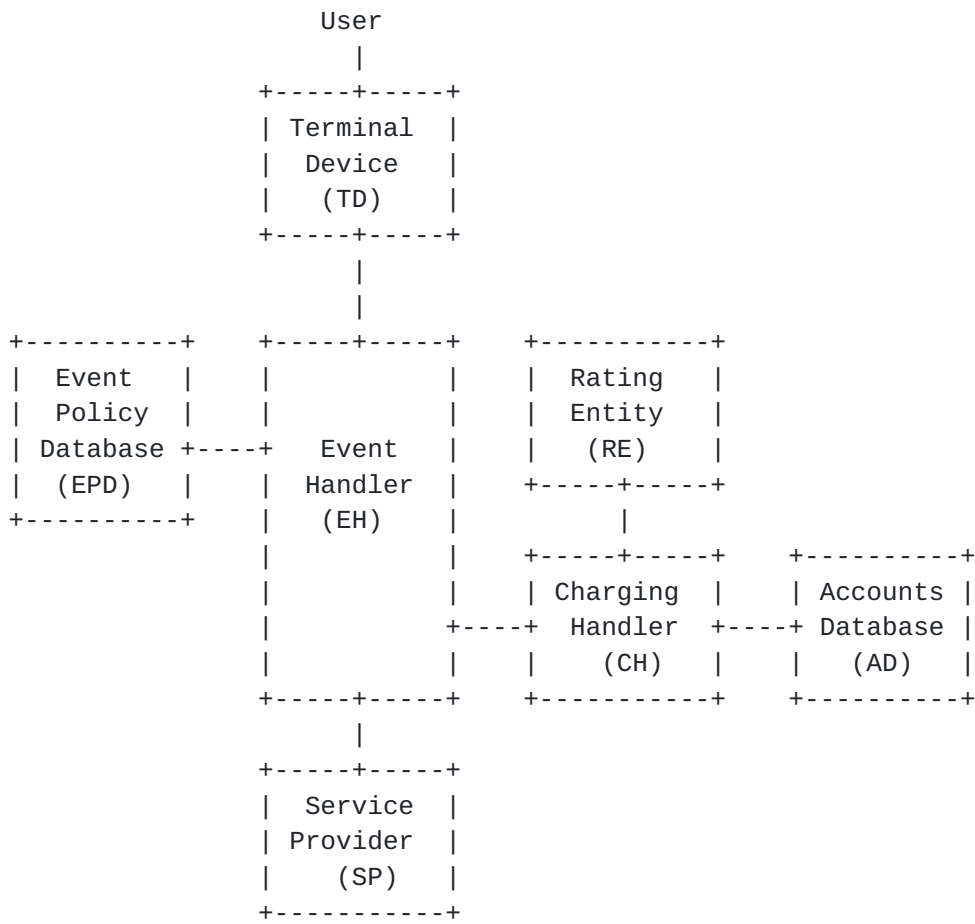 User
Terminal
Device
(TD)
Event
Policy
Database
(EPD)
Event
Handler
(EH)
Rating
Entity
(RE)
Charging
Handler
(CH)
Accounts
Database
(AD)
Service
Provider
(SP)